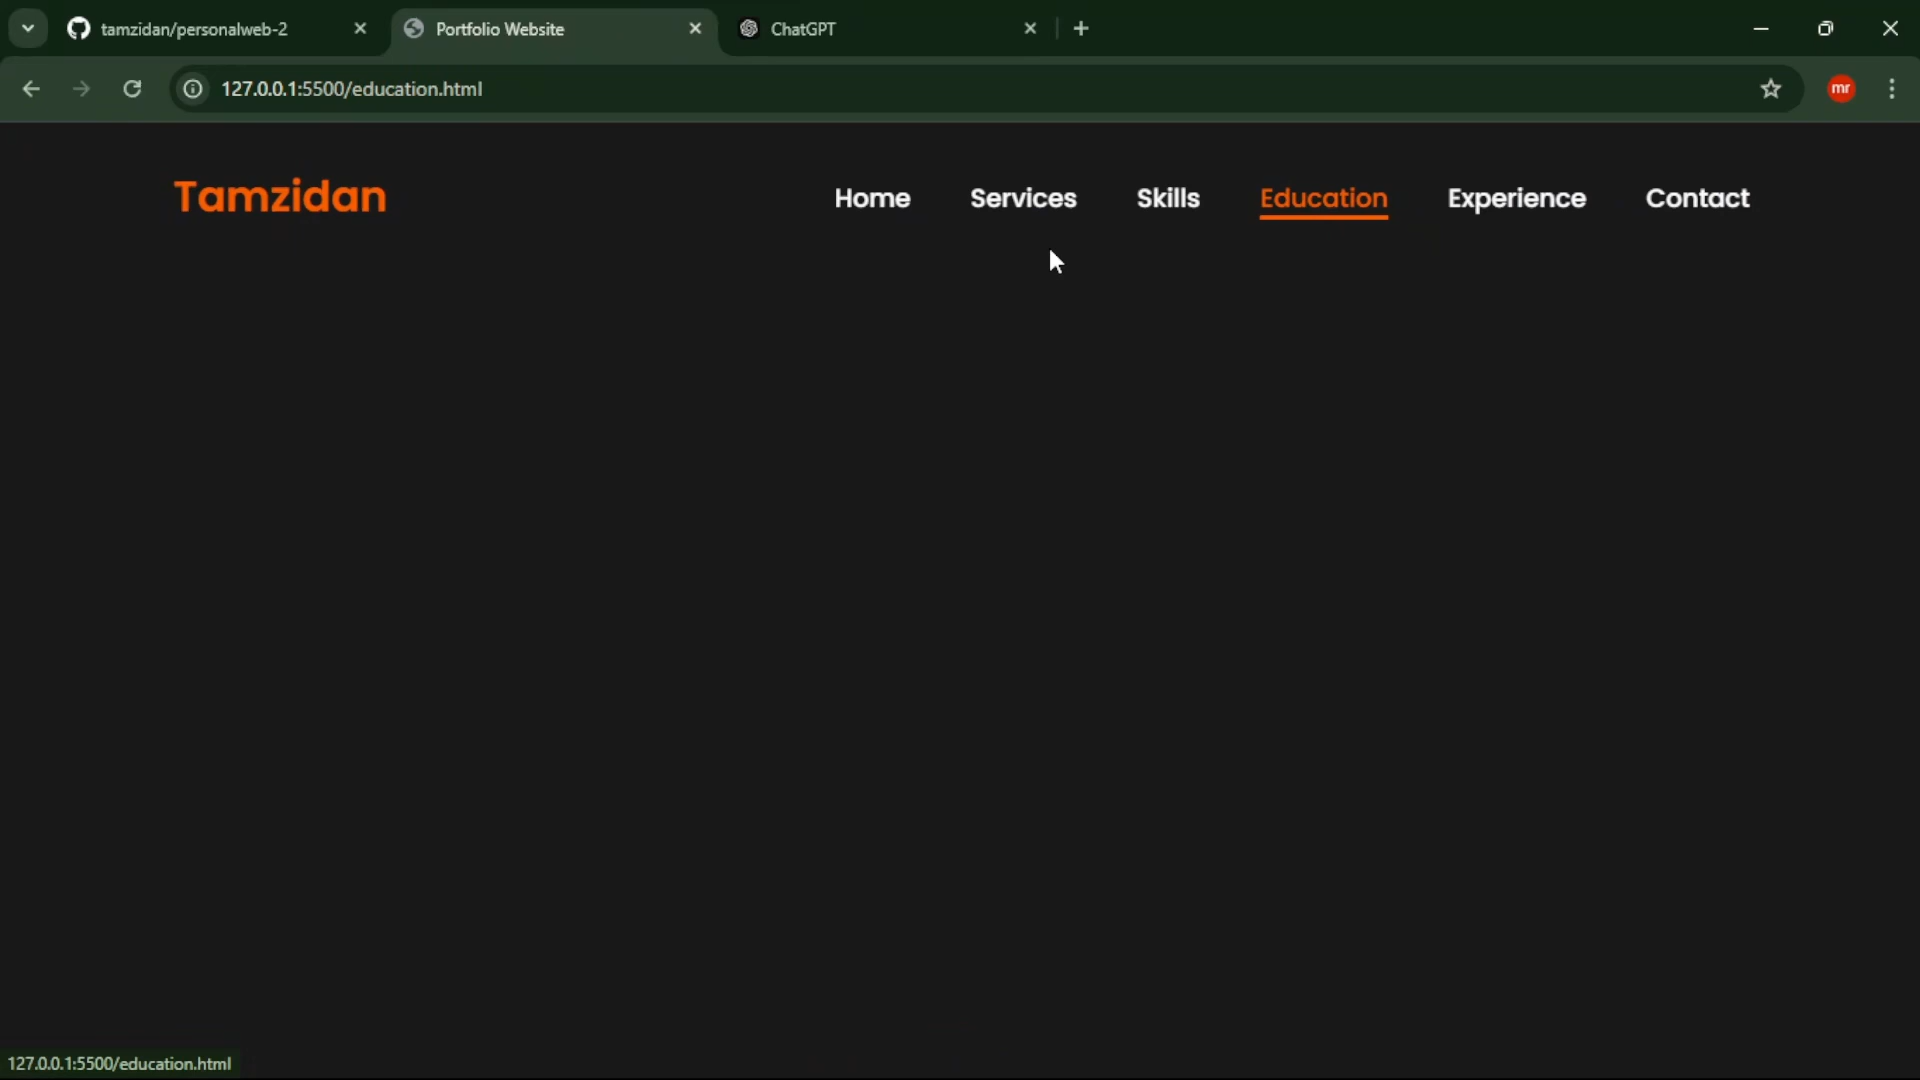 tamzidan/personalweb-2
Portfolio Website
ChatGPT
127.0.0.1:5500/education.html
mr
Tamzidan
Home
Services
Skills
Education
Experience
Contact
127.0.0.1:5500/education.html